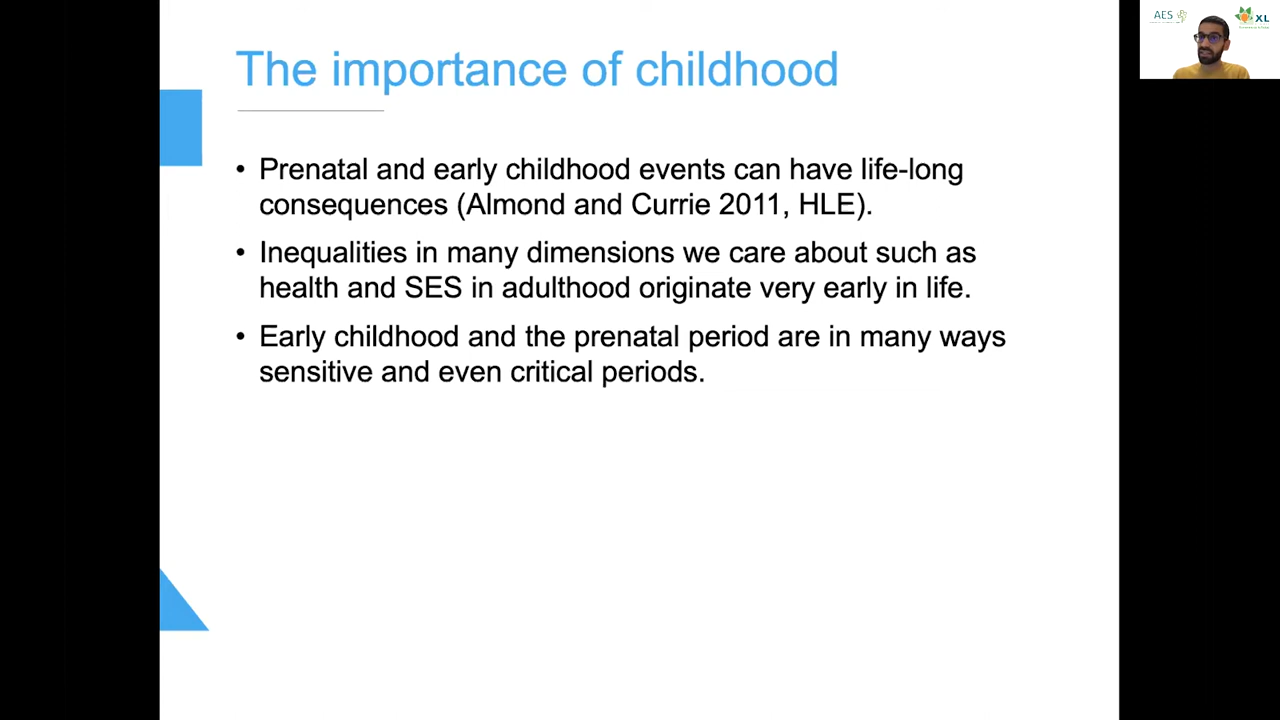 The importance of childhood
• Prenatal and early childhood events can have life-long
consequences (Almond and Currie 2011, HLE).
• Inequalities in many dimensions we care about such as
health and SES in adulthood originate very early in life.
• Early childhood and the prenatal period are in many ways
sensitive and even critical periods.
AES
XL